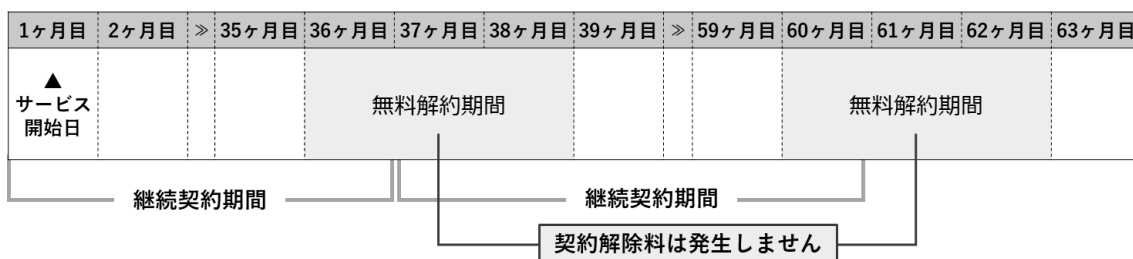 1ヶ月目 2ヶ月目 ≫ 35ヶ月目 36ヶ月目 37ヶ月目 38ヶ月目 39ヶ月目 ≫ 59ヶ月目 60ヶ月目 61ヶ月目 62ヶ月目 63ヶ月目
▲
サービス
開始日
無料解約期間 無料解約期間
継続契約期間 継続契約期間
契約解除料は発生しません